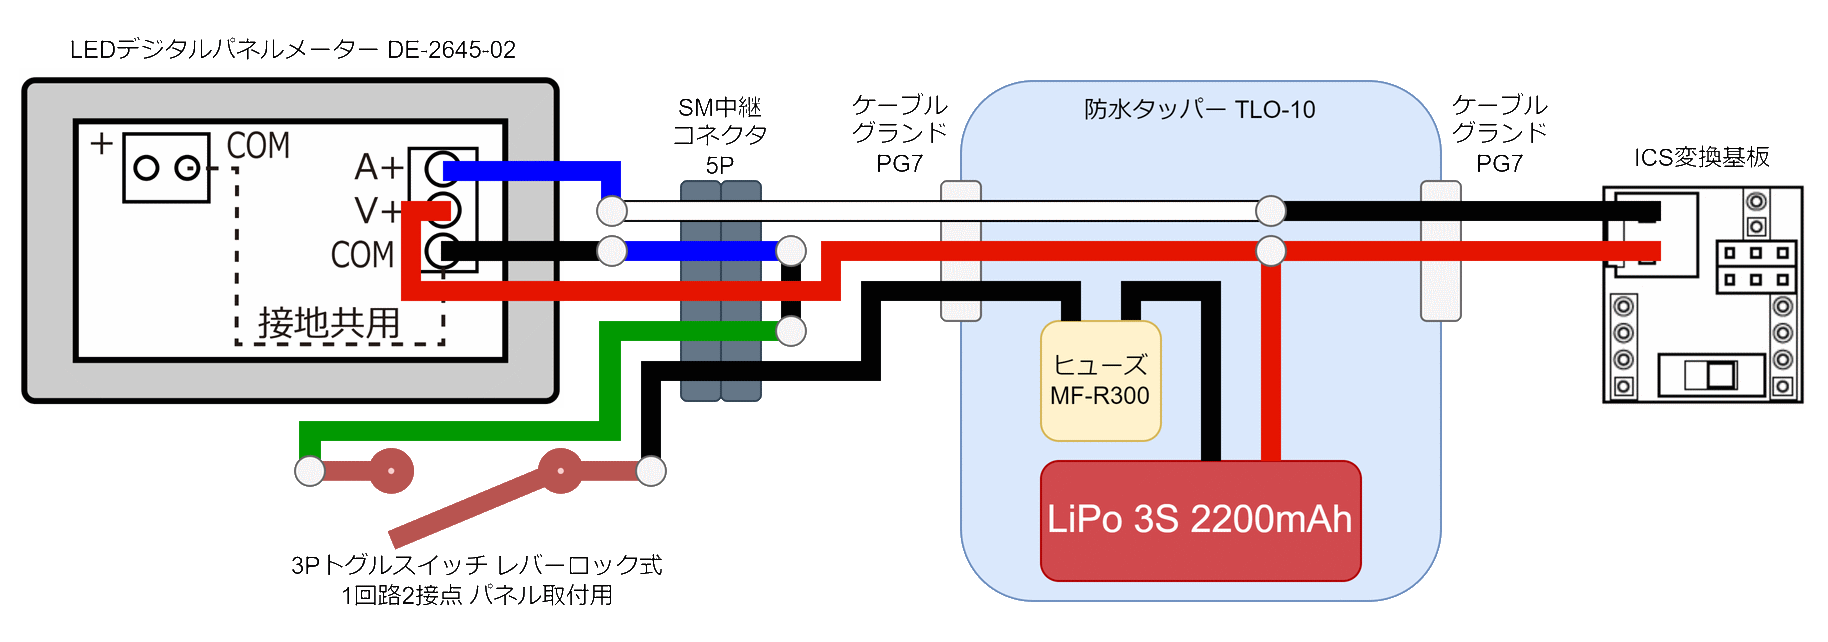 LEDデジタルパネルメーター DE-2645-02
+
COM
A+
V+
COM
接地共用
SM中継
コネクタ
5P
ケーブル
グランド
PG7
防水タッパー TLO-10
ケーブル
グランド
PG7
ICS変換基板
ヒューズ
MF-R300
LiPo 3S 2200mAh
3Pトグルスイッチ レバーロック式
1回路2接点 パネル取付用